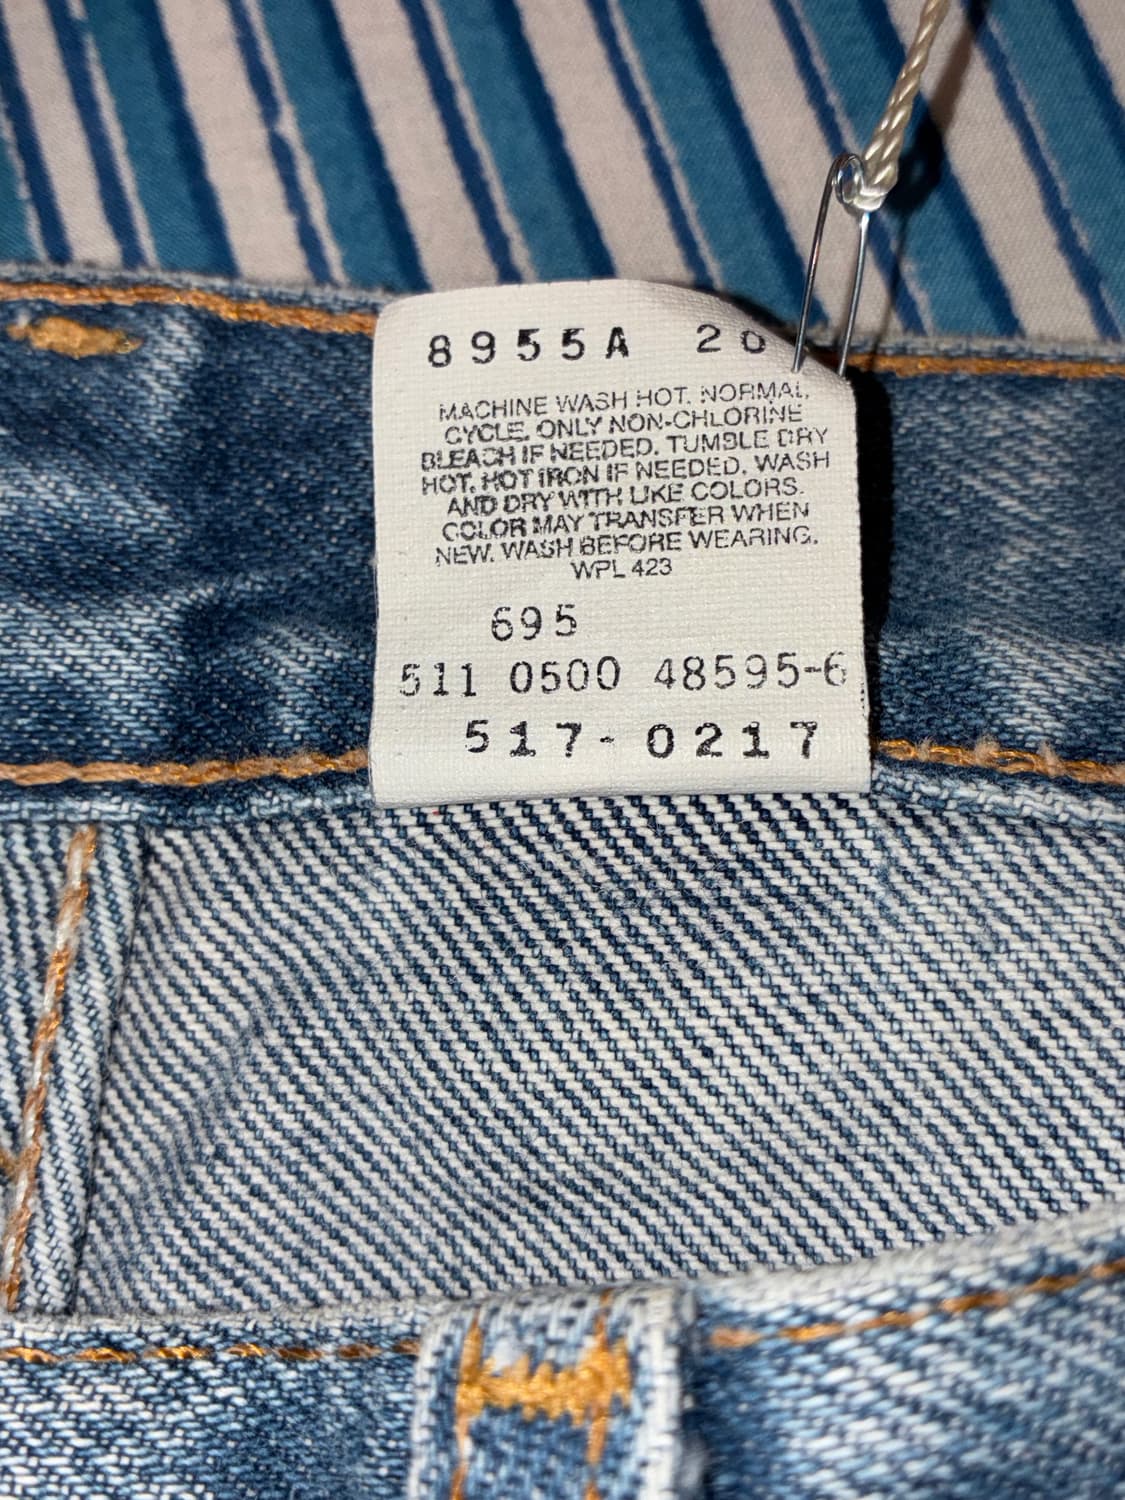 8955A 20
MACHINE WASH HOT. NORMAL
CYCLE. ONLY NON-CHLORINE
BLEACH IF NEEDED. TUMBLE DRY
HOT. HOT IRON IF NEEDED. WASH
AND DRY WITH LIKE COLORS.
COLOR MAY TRANSFER WHEN
NEW. WASH BEFORE WEARING.
WPL 423
695
511 0500 48595-6
517-0217